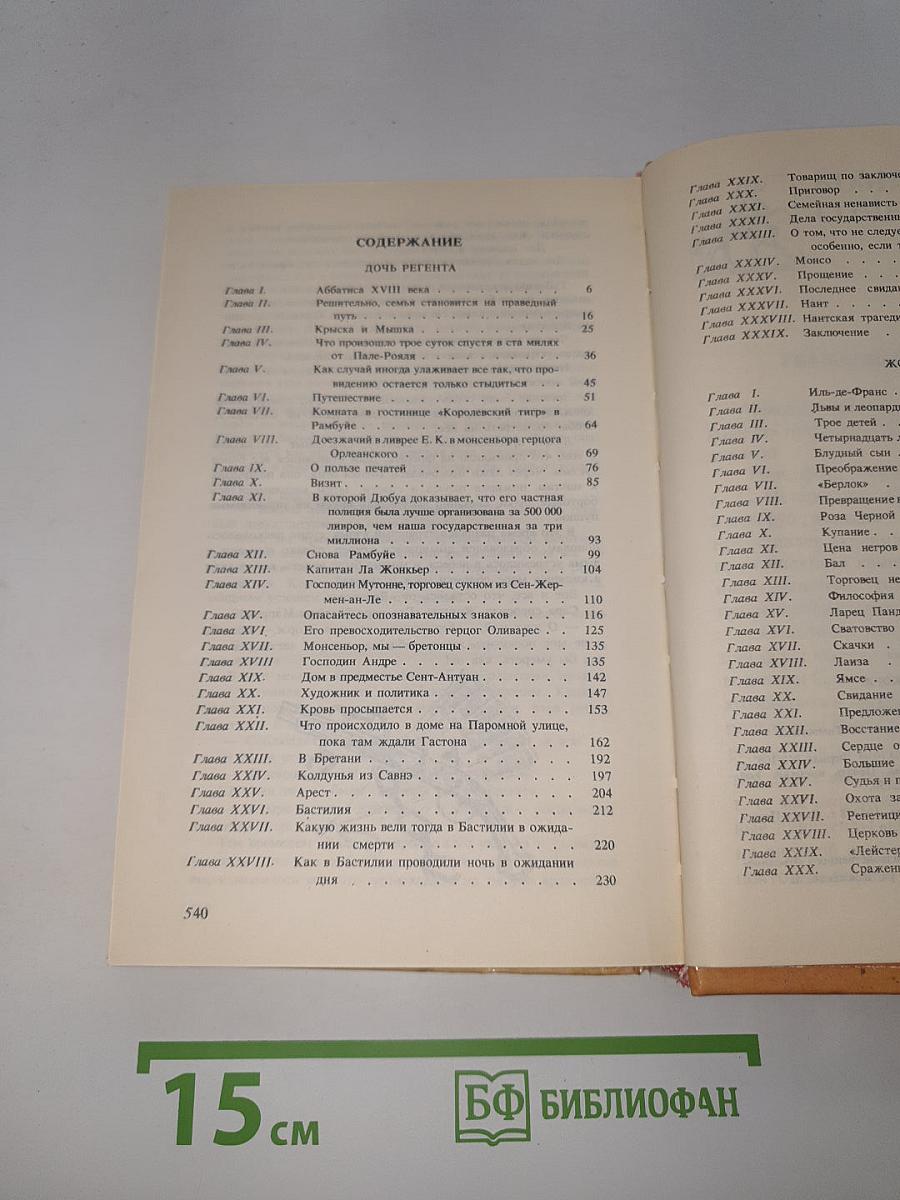 СОДЕРЖАНИЕ
ДОЧЬ РЕГЕНТА
Глава I. Аббатиса XVIII века . . . . . . . . . 6
Глава II. Решительно, семья становится на праведный
путь . . . . . . . . . . . . . . 16
Глава III. Крыска и Мышка . . . . . . . . . . 25
Глава IV. Что произошло трое суток спустя в ста милях
от Пале-Рояля . . . . . . . . . . 36
Глава V. Как случай иногда улаживает все так, что про-
видению остается только стыдиться . . 45
Глава VI. Путешествие . . . . . . . . . . . . 51
Глава VII. Комната в гостинице «Королевский тигр» в
Рамбуйе . . . . . . . . . . . . . 64
Глава VIII. Доезжачий в ливрее Е. К. в монсеньора герцога
Орлеанского . . . . . . . . . . . 69
Глава IX. О пользе печатей . . . . . . . . . . 76
Глава X. Визит . . . . . . . . . . . . . . . 85
Глава XI. В которой Дюбуа доказывает, что его частная
полиция была лучше организована за 500 000
ливров, чем наша государственная за три
миллиона . . . . . . . . . . . . 93
Глава XII. Снова Рамбуйе . . . . . . . . . . . 99
Глава XIII. Капитан Ла Жонкьер . . . . . . . . . 104
Глава XIV. Господин Мутонне, торговец сукном из Сен-Жер-
мен-ан-Ле . . . . . . . . . . . . 110
Глава XV. Опасайтесь опознавательных знаков . . . . 116
Глава XVI Его превосходительство герцог Оливарес . . 125
Глава XVII. Монсеньор, мы — бретонцы . . . . . . . 135
Глава XVIII Господин Андре . . . . . . . . . . . 135
Глава XIX. Дом в предместье Сент-Антуан . . . . . . 142
Глава XX. Художник и политика . . . . . . . . . 147
Глава XXI. Кровь просыпается . . . . . . . . . . 153
Глава XXII. Что происходило в доме на Паромной улице,
пока там ждали Гастона . . . . . . 162
Глава XXIII. В Бретани . . . . . . . . . . . . . 192
Глава XXIV. Колдунья из Савнэ . . . . . . . . . . 197
Глава XXV. Арест . . . . . . . . . . . . . . . 204
Глава XXVI. Бастилия . . . . . . . . . . . . . 212
Глава XXVII. Какую жизнь вели тогда в Бастилии в ожида-
нии смерти . . . . . . . . . . . 220
Глава XXVIII. Как в Бастилии проводили ночь в ожидании
дня . . . . . . . . . . . . . . 230
540
Глава XXIX. Товарищ по заключе
Глава XXX. Приговор . . .
Глава XXXI. Семейная ненависть
Глава XXXII. Дела государственн
Глава XXXIII. О том, что не следуе
особенно, если т
Глава XXXIV. Монсо . . . .
Глава XXXV. Прощение . . .
Глава XXXVI. Последнее свидан
Глава XXXVII. Нант . . . .
Глава XXXVIII. Нантская трагеди
Глава XXXIX. Заключение .
Глава I. Иль-де-Франс .
Глава II. Львы и леопард
Глава III. Трое детей . .
Глава IV. Четырнадцать л
Глава V. Блудный сын .
Глава VI. Преображение
Глава VII. «Берлок» .
Глава VIII. Превращение в
Глава IX. Роза Черной
Глава X. Купание . .
Глава XI. Цена негров
Глава XII. Бал . . .
Глава XIII. Торговец не
Глава XIV. Философия
Глава XV. Ларец Панд
Глава XVI. Сватовство
Глава XVII. Скачки .
Глава XVIII. Лаиза .
Глава XIX. Ямсе . .
Глава XX. Свидание
Глава XXI. Предложен
Глава XXII. Восстание
Глава XXIII. Сердце о
Глава XXIV. Большие
Глава XXV. Судья и п
Глава XXVI. Охота за
Глава XXVII. Репетици
Глава XXVIII. Церковь
Глава XXIX. «Лейстер
Глава XXX. Сражени
15 см
БФ БИБЛИОФАН